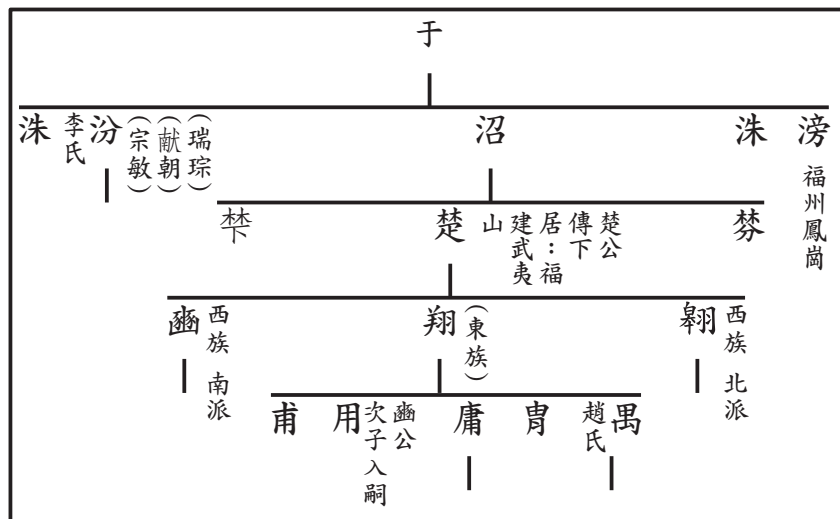 于
滂
福州鳳崗
洙
沼
(瑞琮)
(献朝)
(宗敏)
汾
李氏
洙
棼
楚公
傳下
居：福
建武夷
山
楚
翱
西族 北派
翔
(東族)
豳
西族 南派
禺
趙氏
胄
庸
豳公
次子入嗣
用
甫